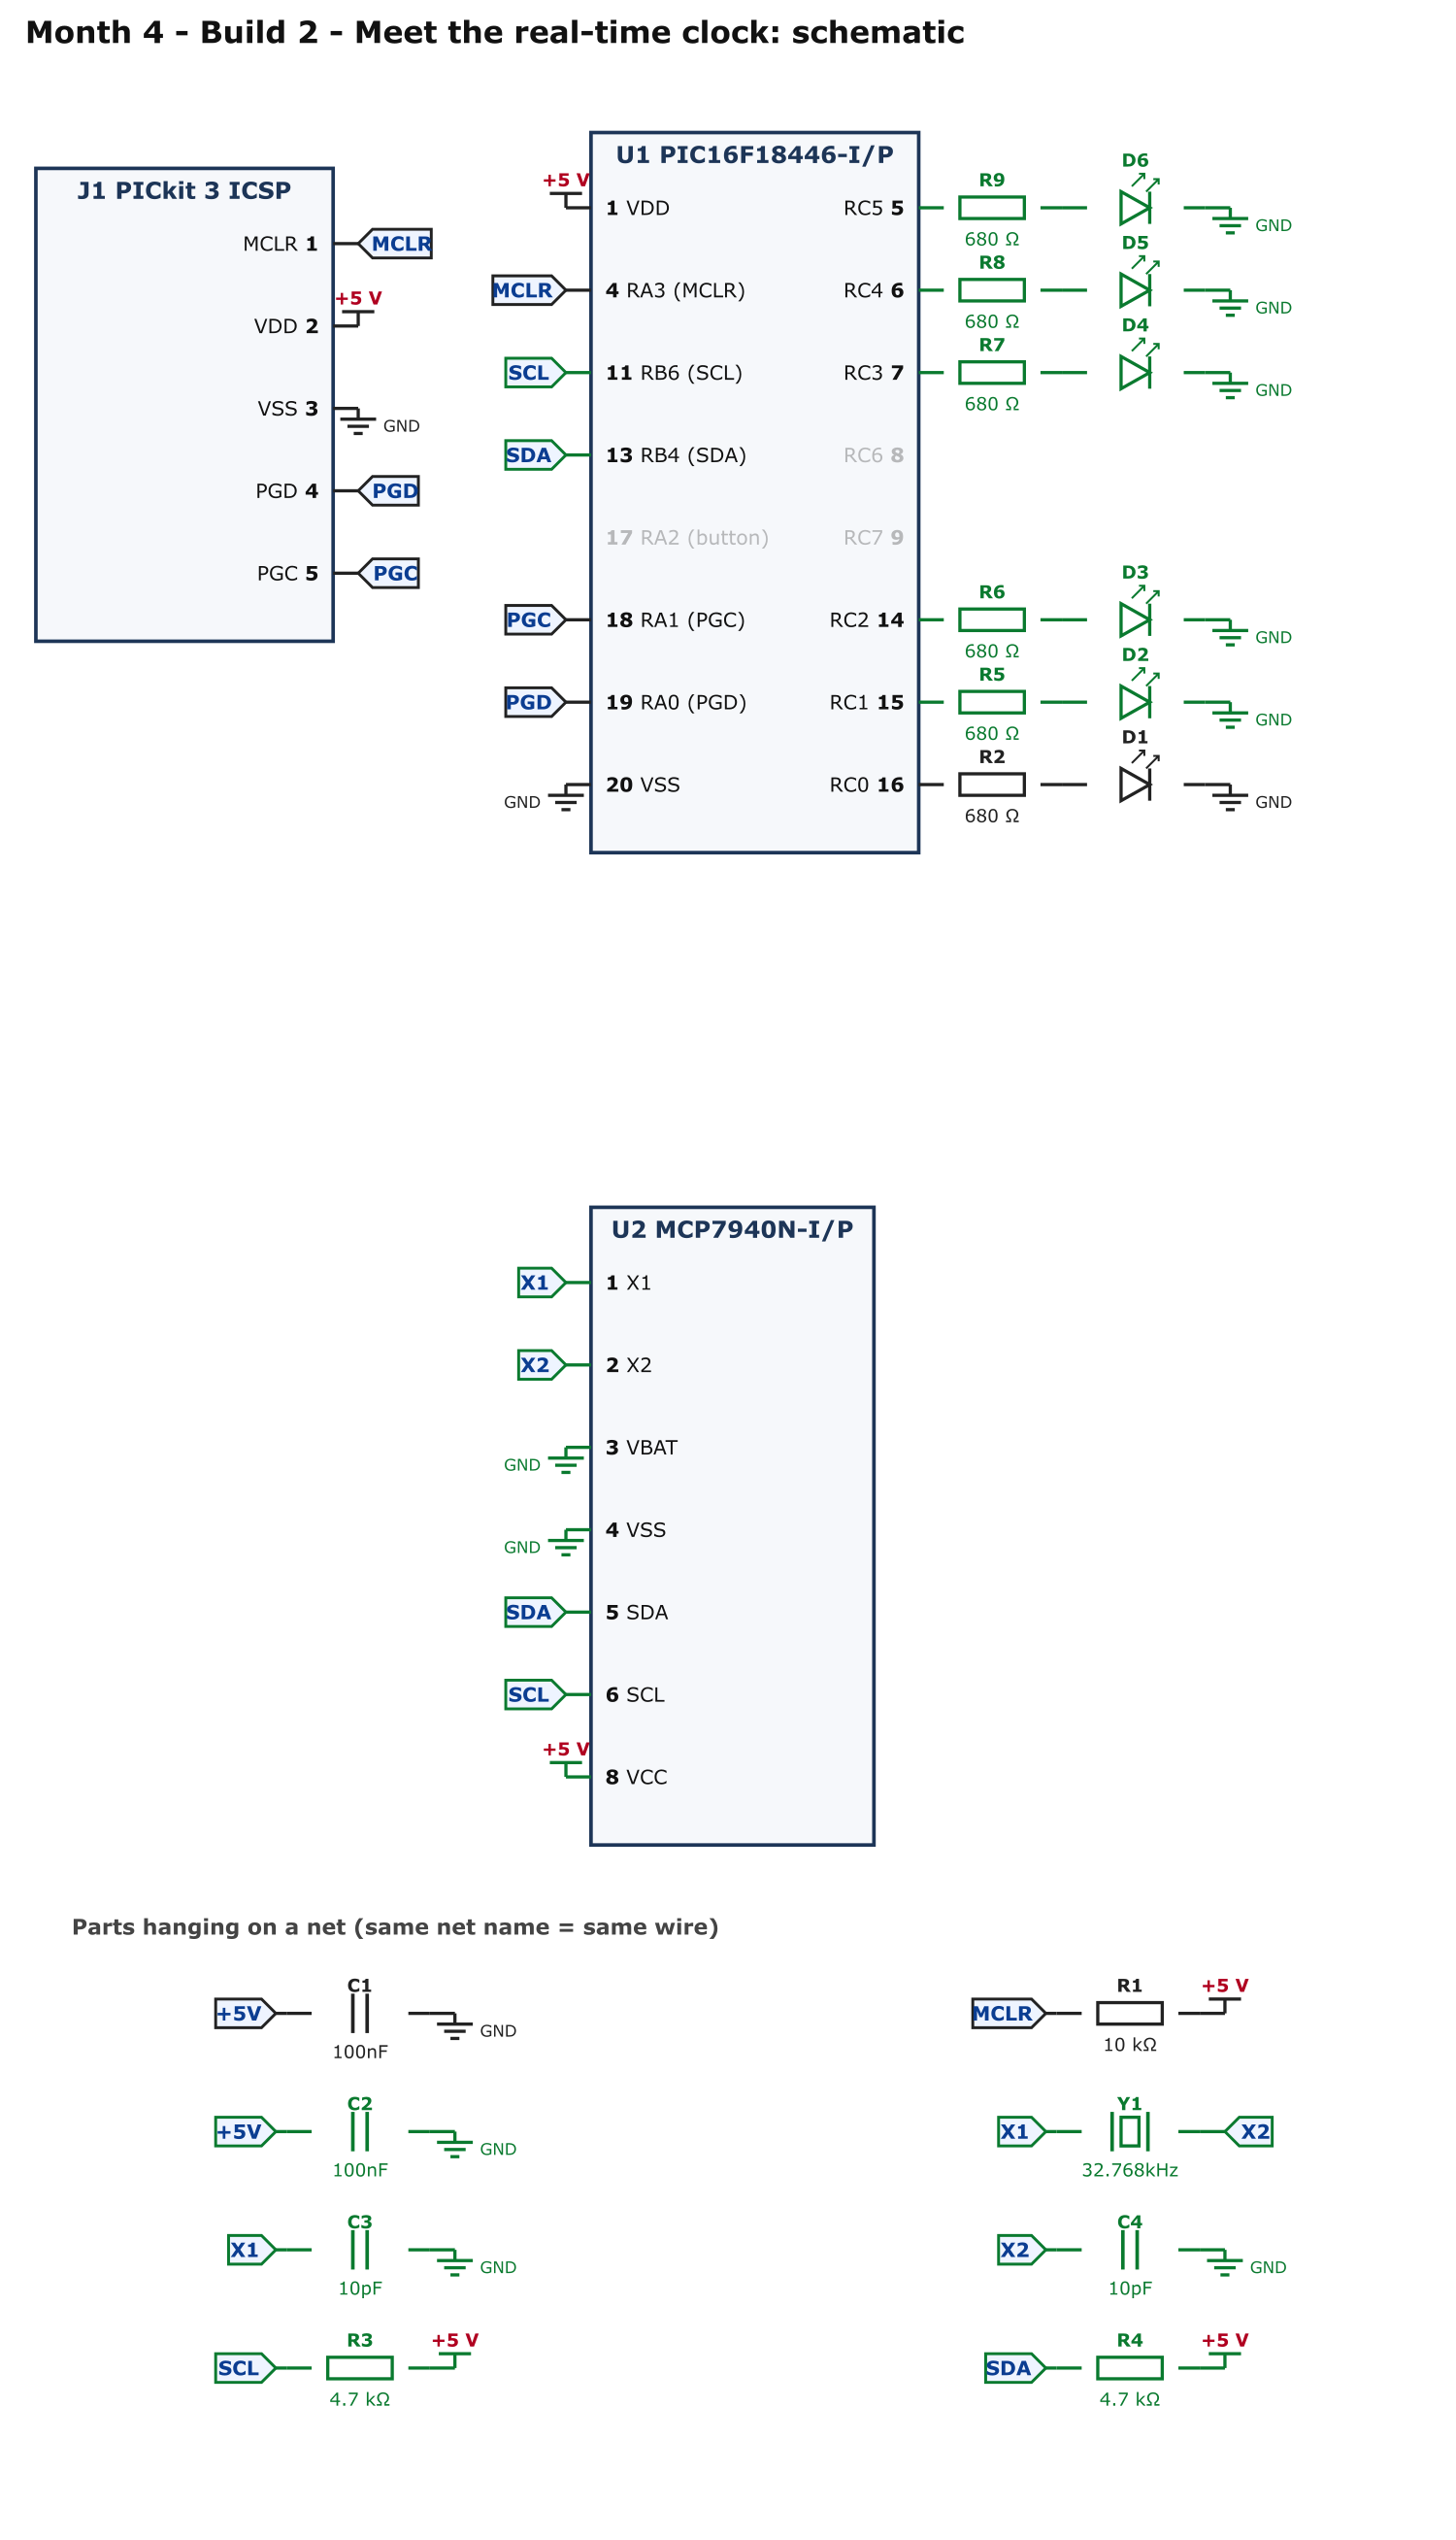 Month 4 - Build 2 - Meet the real-time clock: schematic
J1 PICkit 3 ICSP
MCLR 1
MCLR
VDD 2
+5 V
VSS 3
GND
PGD 4
PGD
PGC 5
PGC
U1 PIC16F18446-I/P
+5 V
1 VDD
MCLR
4 RA3 (MCLR)
SCL
11 RB6 (SCL)
SDA
13 RB4 (SDA)
17 RA2 (button)
PGC
18 RA1 (PGC)
PGD
19 RA0 (PGD)
GND
20 VSS
RC5 5
R9
680 Ω
D6
GND
RC4 6
R8
680 Ω
D5
GND
RC3 7
R7
680 Ω
D4
GND
RC6 8
RC7 9
RC2 14
R6
680 Ω
D3
GND
RC1 15
R5
680 Ω
D2
GND
RC0 16
R2
680 Ω
D1
GND
U2 MCP7940N-I/P
X1
1 X1
X2
2 X2
GND
3 VBAT
GND
4 VSS
SDA
5 SDA
SCL
6 SCL
+5 V
8 VCC
Parts hanging on a net (same net name = same wire)
+5V
C1
100nF
GND
MCLR
R1
10 kΩ
+5 V
+5V
C2
100nF
GND
X1
Y1
32.768kHz
X2
X1
C3
10pF
GND
X2
C4
10pF
GND
SCL
R3
4.7 kΩ
+5 V
SDA
R4
4.7 kΩ
+5 V